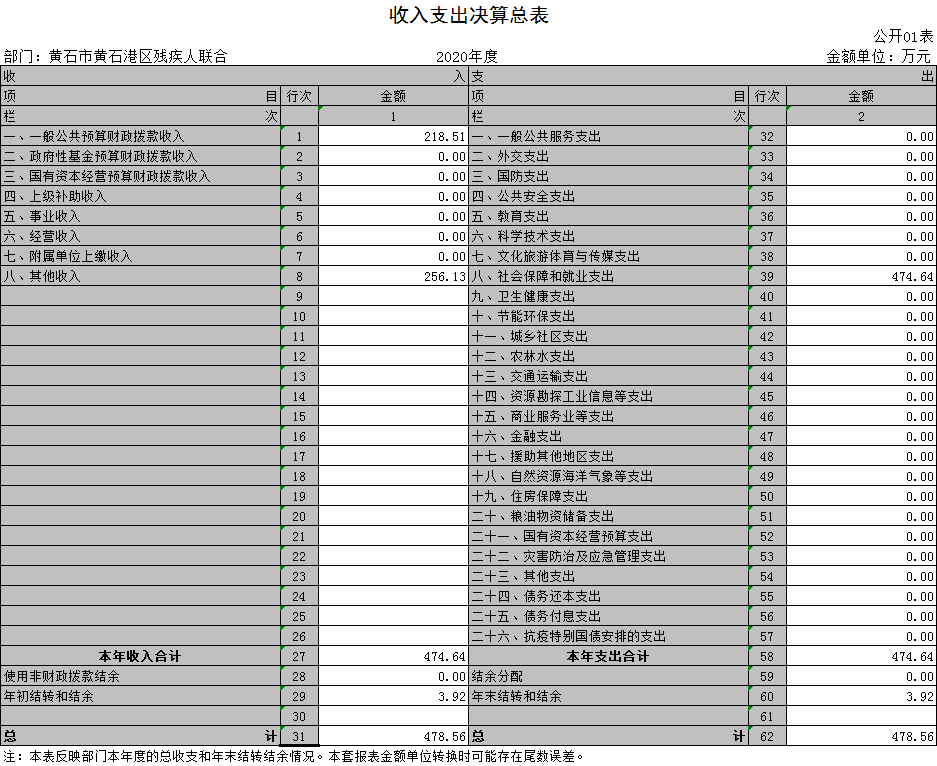 收入支出决算总表
公开01表
部门：黄石市黄石港区残疾人联合 2020年度 金额单位：万元
收 入 支 出
项 目 行次 金额 项 目 行次 金额
栏 次 1 栏 次 2
一、一般公共预算财政拨款收入 1 218.51 一、一般公共服务支出 32 0.00
二、政府性基金预算财政拨款收入 2 0.00 二、外交支出 33 0.00
三、国有资本经营预算财政拨款收入 3 0.00 三、国防支出 34 0.00
四、上级补助收入 4 0.00 四、公共安全支出 35 0.00
五、事业收入 5 0.00 五、教育支出 36 0.00
六、经营收入 6 0.00 六、科学技术支出 37 0.00
七、附属单位上缴收入 7 0.00 七、文化旅游体育与传媒支出 38 0.00
八、其他收入 8 256.13 八、社会保障和就业支出 39 474.64
9 九、卫生健康支出 40 0.00
10 十、节能环保支出 41 0.00
11 十一、城乡社区支出 42 0.00
12 十二、农林水支出 43 0.00
13 十三、交通运输支出 44 0.00
14 十四、资源勘探工业信息等支出 45 0.00
15 十五、商业服务业等支出 46 0.00
16 十六、金融支出 47 0.00
17 十七、援助其他地区支出 48 0.00
18 十八、自然资源海洋气象等支出 49 0.00
19 十九、住房保障支出 50 0.00
20 二十、粮油物资储备支出 51 0.00
21 二十一、国有资本经营预算支出 52 0.00
22 二十二、灾害防治及应急管理支出 53 0.00
23 二十三、其他支出 54 0.00
24 二十四、债务还本支出 55 0.00
25 二十五、债务付息支出 56 0.00
26 二十六、抗疫特别国债安排的支出 57 0.00
本年收入合计 27 474.64 本年支出合计 58 474.64
使用非财政拨款结余 28 0.00 结余分配 59 0.00
年初结转和结余 29 3.92 年末结转和结余 60 3.92
30 61
总 计 31 478.56 总 计 62 478.56
注：本表反映部门本年度的总收支和年末结转结余情况。本套报表金额单位转换时可能存在尾数误差。